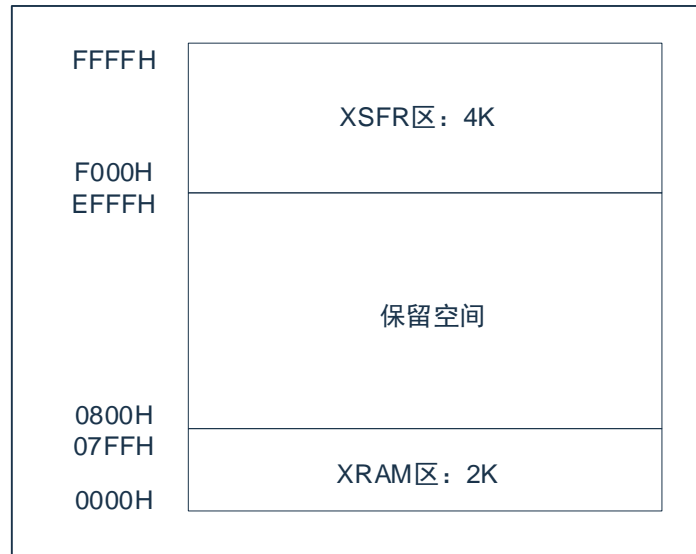 FFFFH
XSFR区：4K
F000H
EFFFH
保留空间
0800H
07FFH
XRAM区：2K
0000H